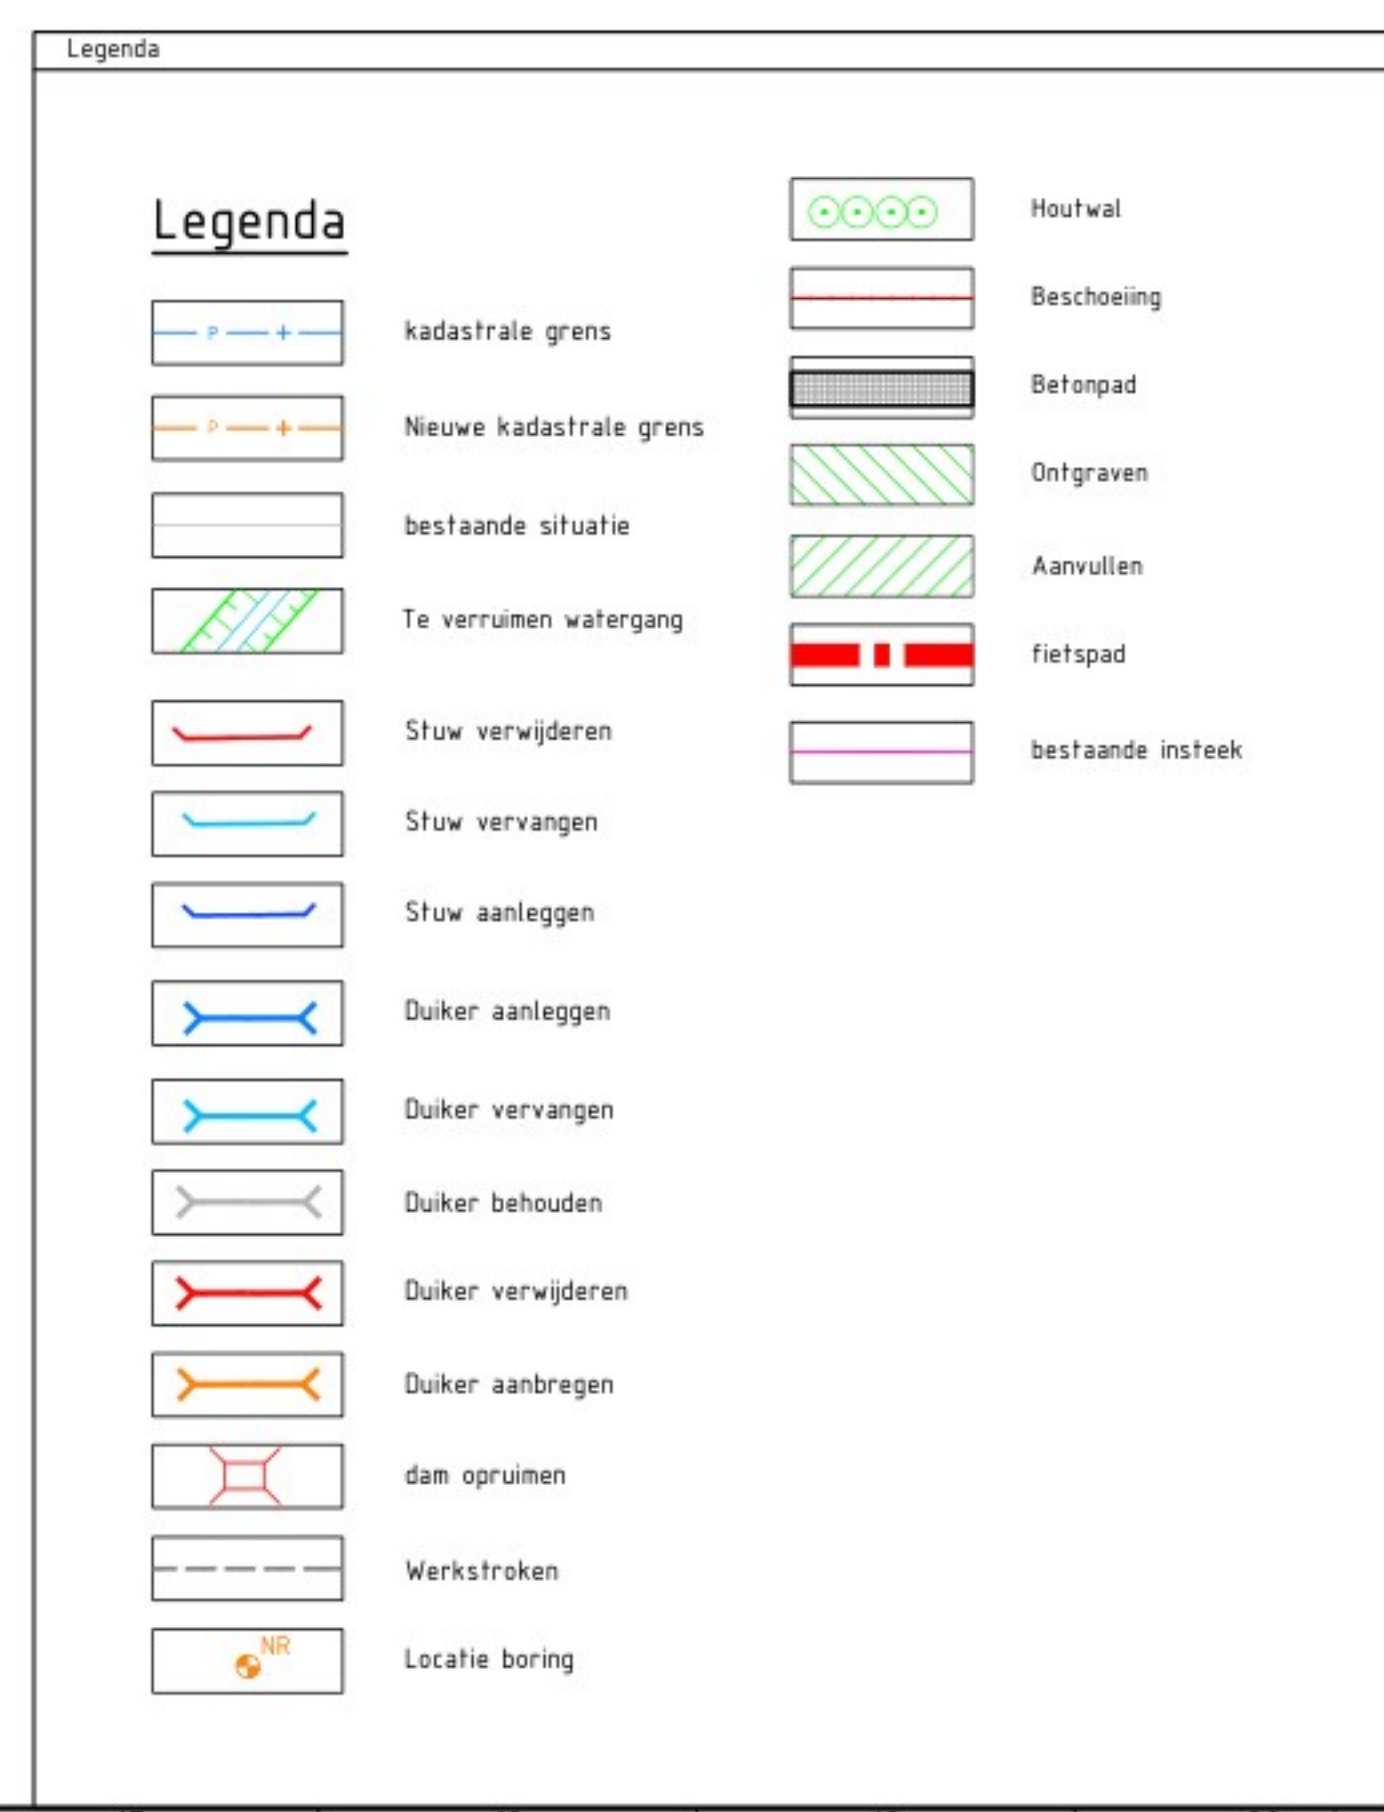 Legenda
Legenda
P
kadastrale grens
P
Nieuwe kadastrale grens
bestaande situatie
Te verruimen watergang
Stuw verwijderen
Stuw vervangen
Stuw aanleggen
Duiker aanleggen
Duiker vervangen
Duiker behouden
Duiker verwijderen
Duiker aanbregen
dam opruimen
Werkstroken
NR
Locatie boring
Houtwal
Beschoeiing
Betonpad
Ontgraven
Aanvullen
fietspad
bestaande insteek